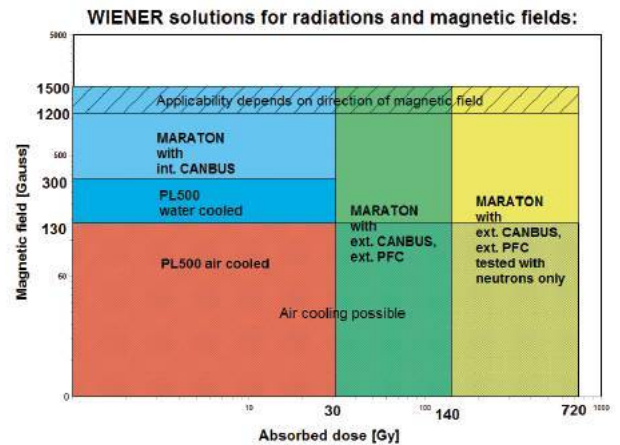 WIENER solutions for radiations and magnetic fields:
5000
1500
Applicability depends on direction of magnetic field
1200
MARATON
with
int. CANBUS
500
300
PL500
water cooled
MARATON
with
ext. CANBUS,
ext. PFC
MARATON
with
ext. CANBUS,
ext. PFC
tested with
neutrons only
130
PL500 air cooled
50
Air cooling possible
0
10
30
100
140
720
1000
Magnetic field [Gauss]
Absorbed dose [Gy]